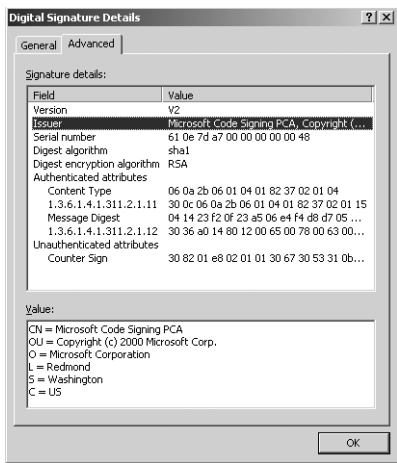 Digital Signature Details
General Advanced
Signature details:
Field Value
Version V2
Issuer Microsoft Code Signing PCA, Copyright (...
Serial number 61 0e 7d a7 00 00 00 00 00 48
Digest algorithm sha1
Digest encryption algorithm RSA
Authenticated attributes
Content Type 06 0a 2b 06 01 04 01 82 37 02 01 04
1.3.6.1.4.1.311.2.1.11 30 0c 06 0a 2b 06 01 04 01 82 37 02 01 15
Message Digest 04 14 23 f2 0f 23 a5 06 e4 f4 d8 d7 05 ...
1.3.6.1.4.1.311.2.1.12 30 36 a0 14 80 12 00 65 00 78 00 63 00...
Unauthenticated attributes
Counter Sign 30 82 01 e8 02 01 01 30 67 30 53 31 0b...
Value:
CN = Microsoft Code Signing PCA
OU = Copyright (c) 2000 Microsoft Corp.
O = Microsoft Corporation
L = Redmond
S = Washington
C = US
OK